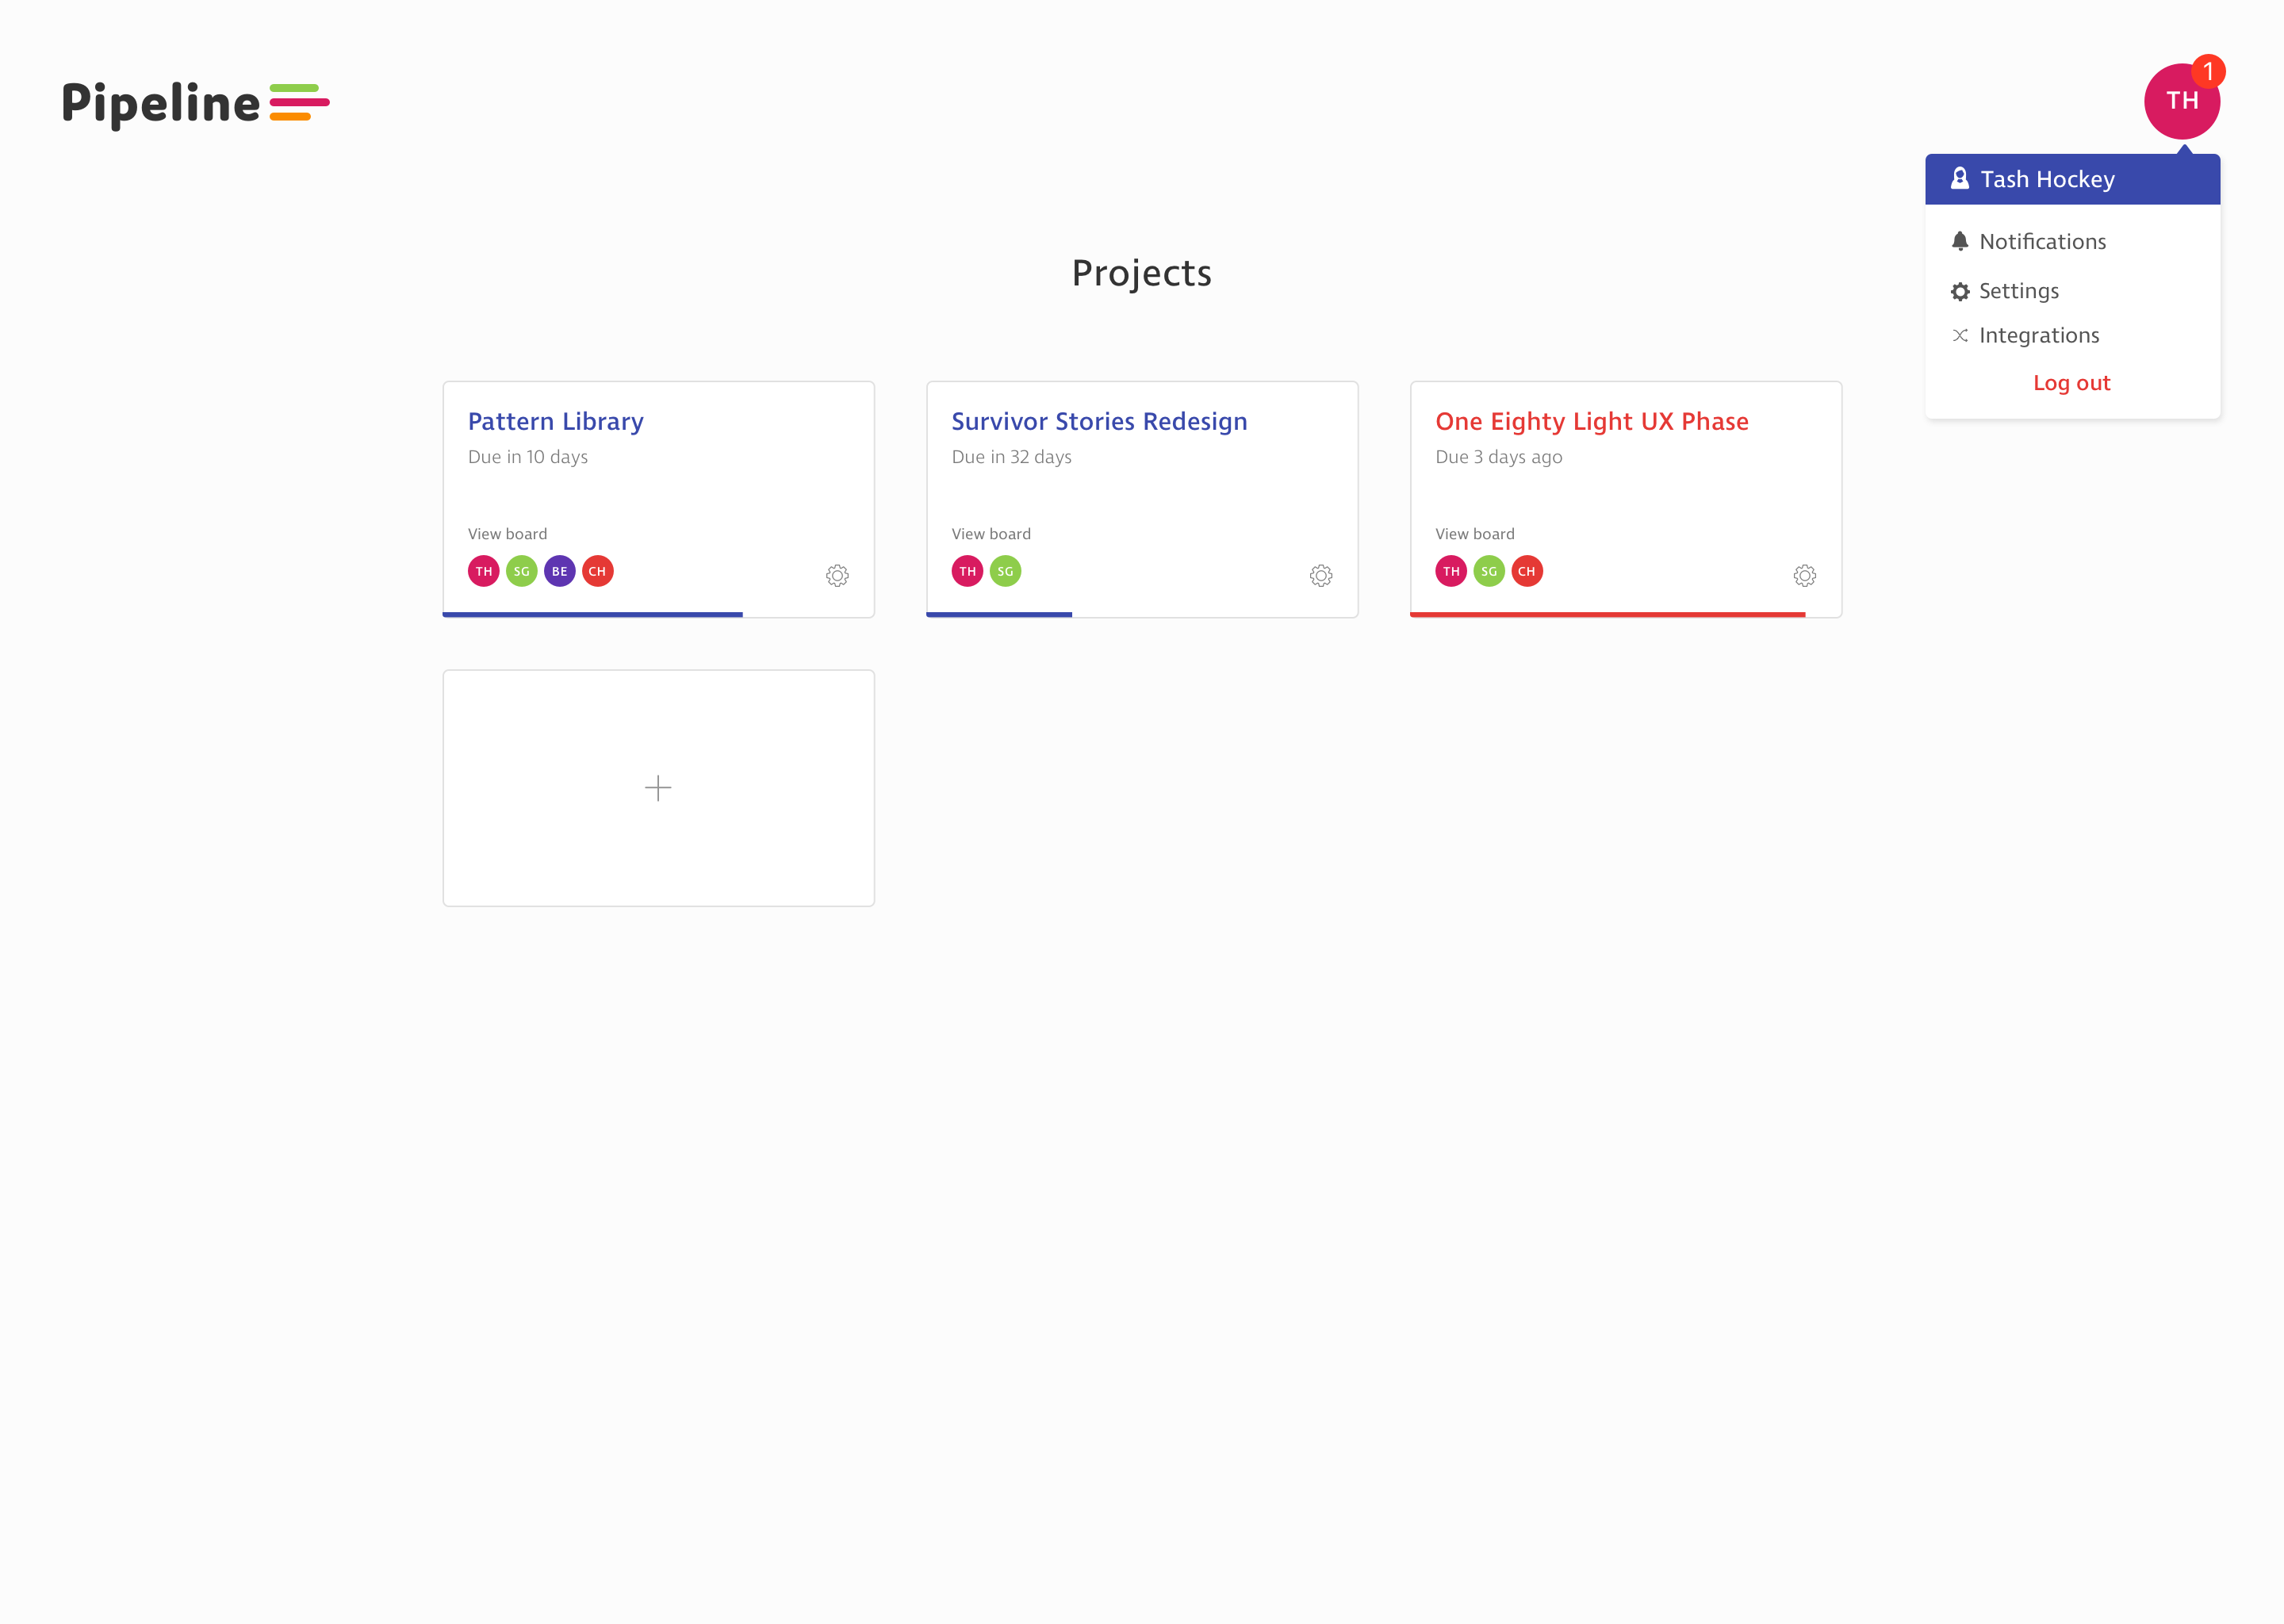 Pipeline
1
TH
Tash Hockey
Notifications
Settings
Integrations
Log out
Projects
Pattern Library
Due in 10 days
View board
TH SG BE CH
Survivor Stories Redesign
Due in 32 days
View board
TH SG
One Eighty Light UX Phase
Due 3 days ago
View board
TH SG CH